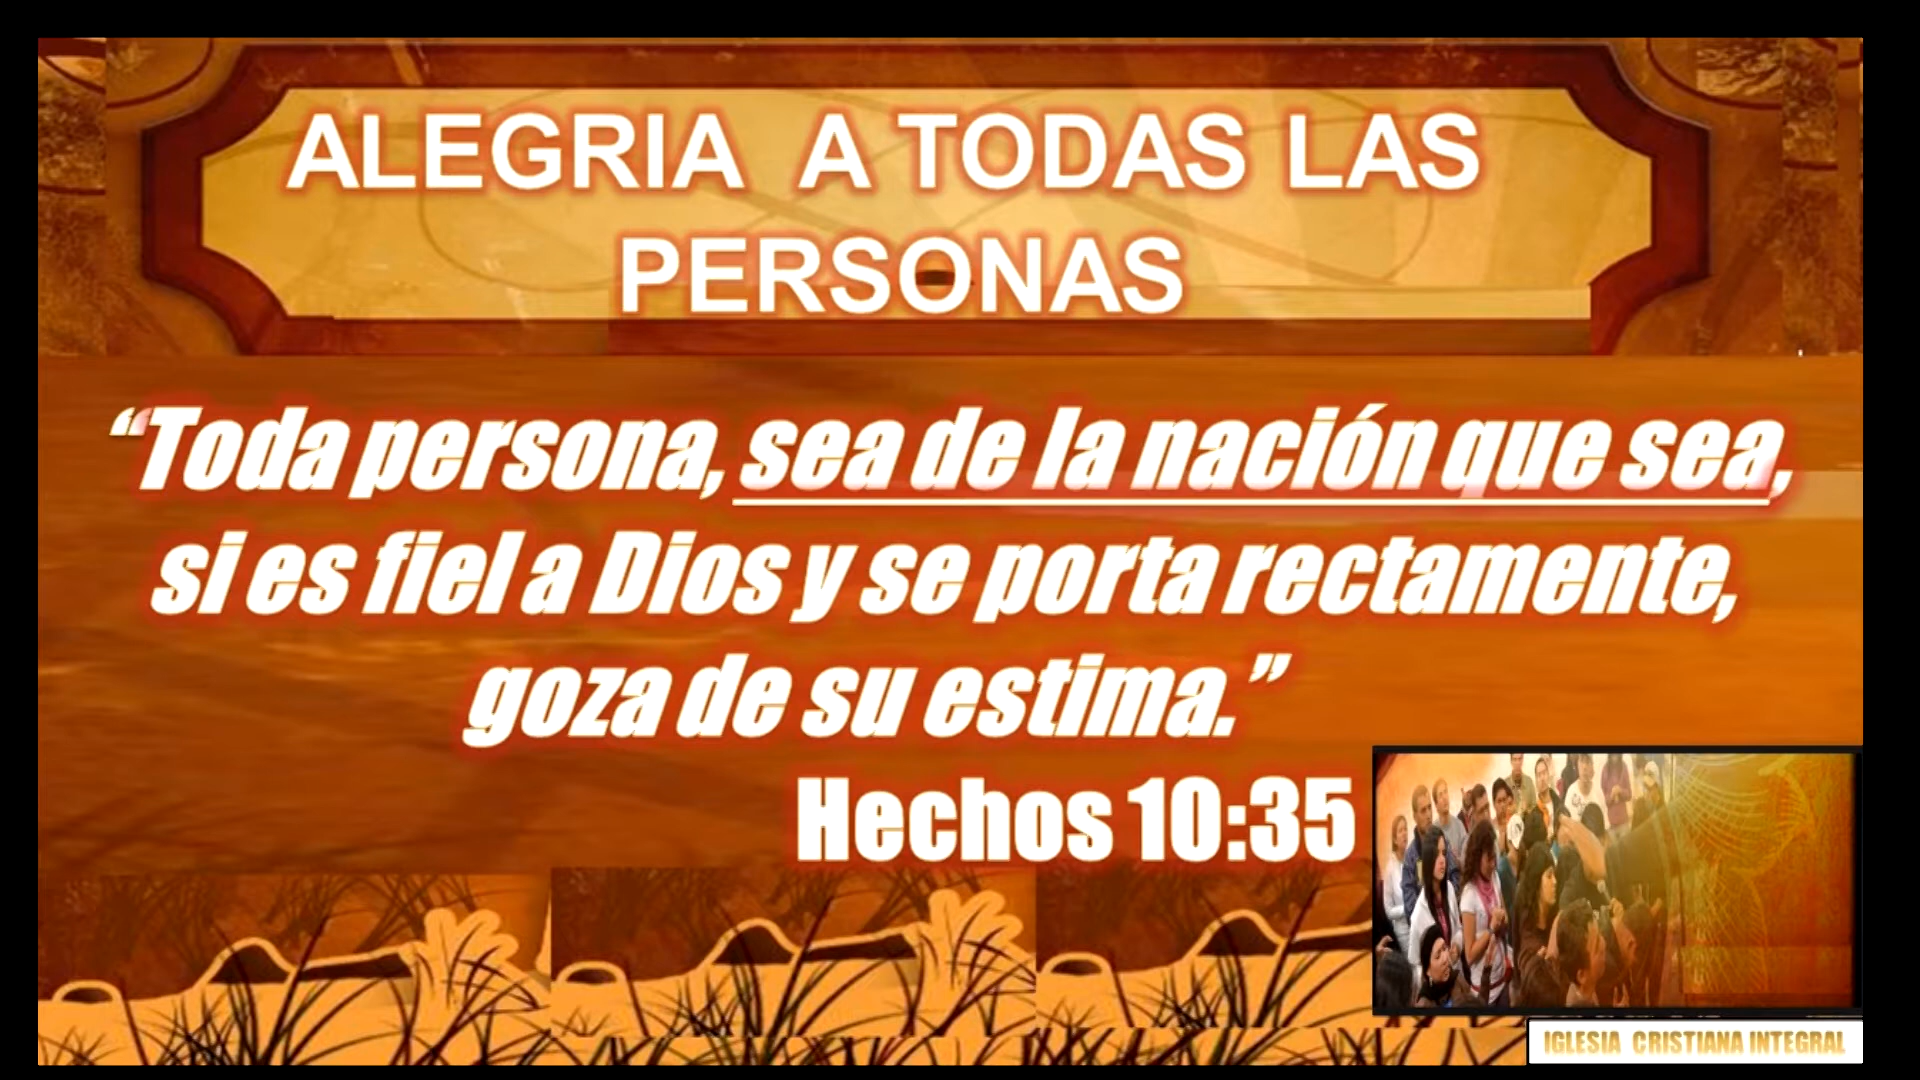 ALEGRIA A TODAS LAS
PERSONAS
“Toda persona, sea de la nación que sea,
si es fiel a Dios y se porta rectamente,
goza de su estima.”
Hechos 10:35
IGLESIA CRISTIANA INTEGRAL